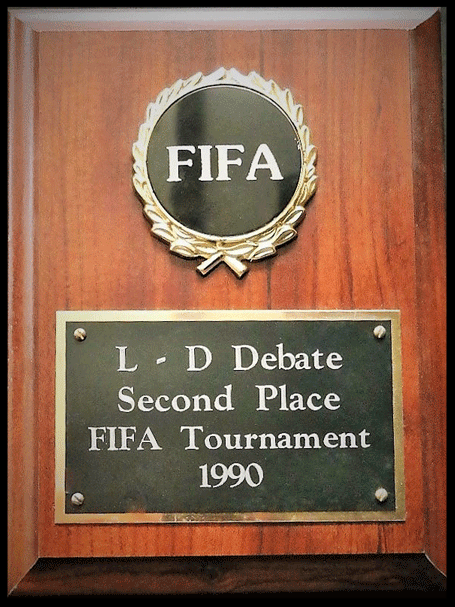 FIFA
L - D Debate
Second Place
FIFA Tournament
1990